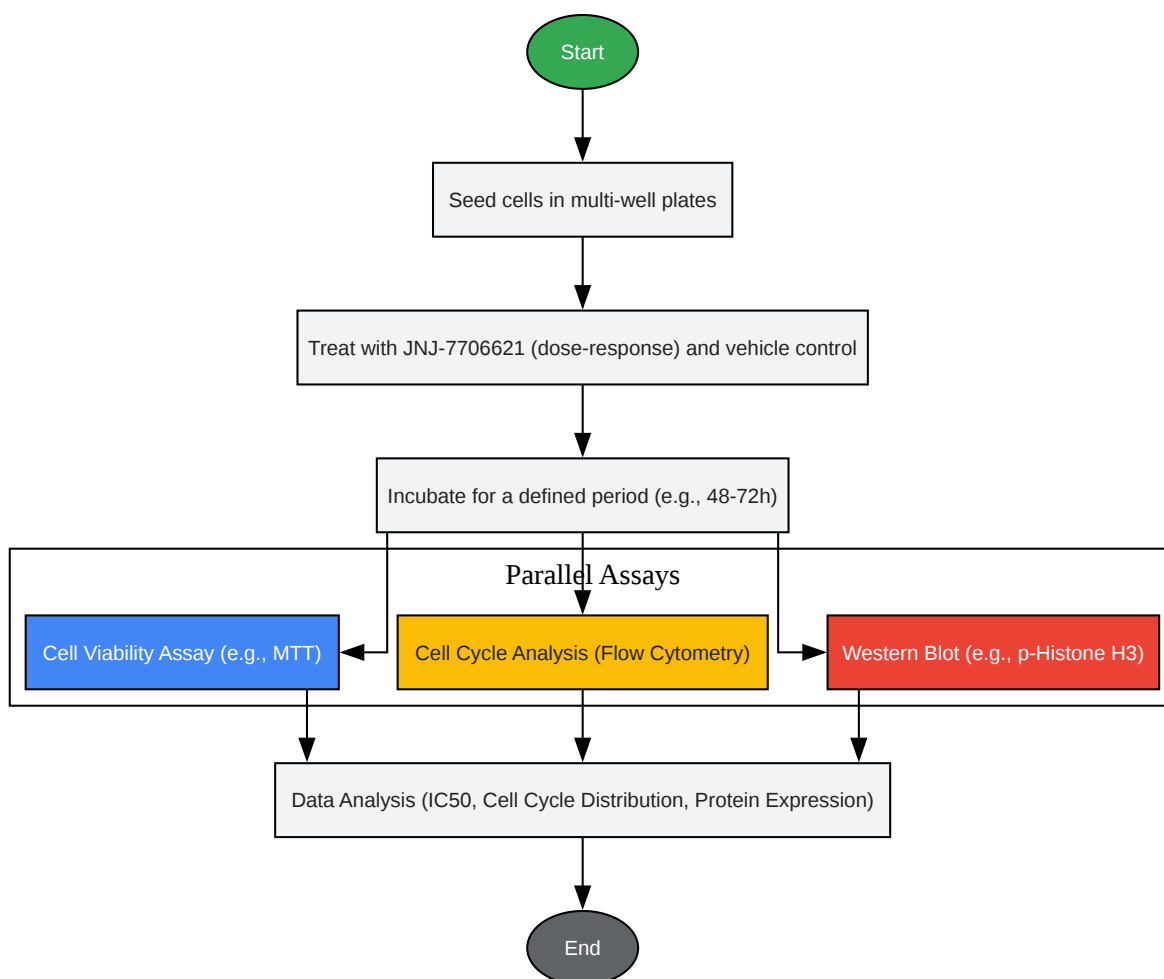 Start
Seed cells in multi-well plates
Treat with JNJ-7706621 (dose-response) and vehicle control
Incubate for a defined period (e.g., 48-72h)
Parallel Assays
Cell Viability Assay (e.g., MTT)
Cell Cycle Analysis (Flow Cytometry)
Western Blot (e.g., p-Histone H3)
Data Analysis (IC50, Cell Cycle Distribution, Protein Expression)
End